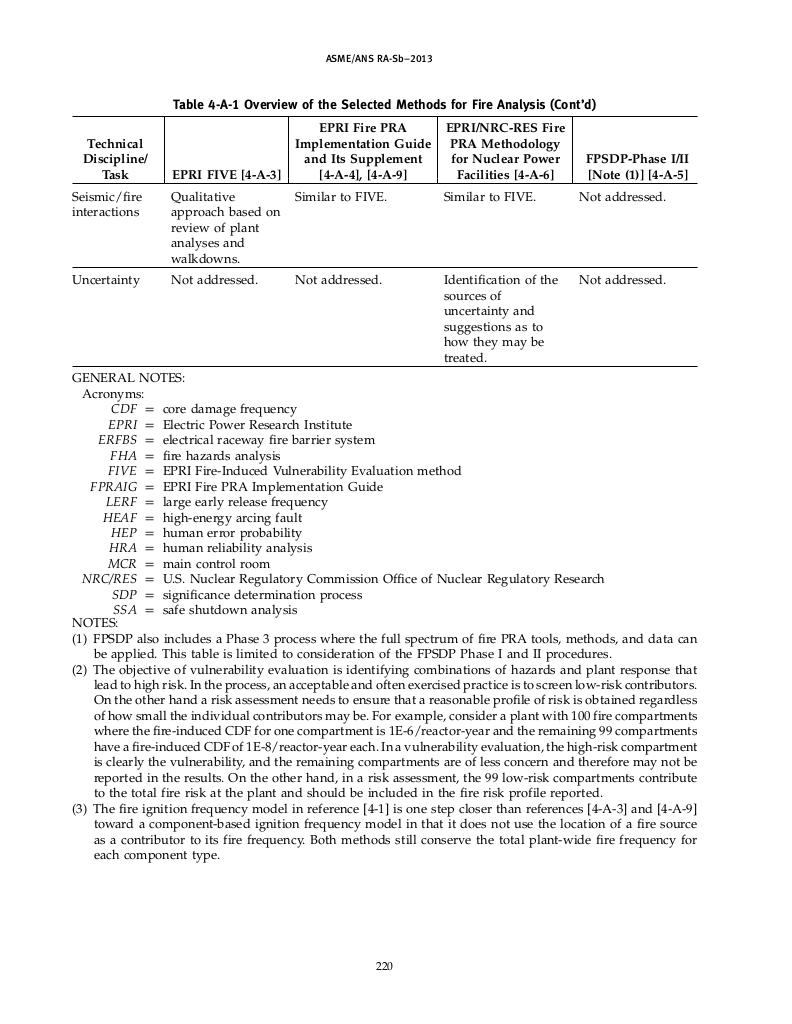 ASME/ANS RA-Sb–2013
Table 4-A-1 Overview of the Selected Methods for Fire Analysis (Cont’d)
Technical
Discipline/
Task
EPRI FIVE [4-A-3]
EPRI Fire PRA
Implementation Guide
and Its Supplement
[4-A-4], [4-A-9]
EPRI/NRC-RES Fire
PRA Methodology
for Nuclear Power
Facilities [4-A-6]
FPSDP-Phase I/II
[Note (1)] [4-A-5]
Seismic/fire
interactions
Qualitative
approach based on
review of plant
analyses and
walkdowns.
Similar to FIVE.
Similar to FIVE.
Not addressed.
Uncertainty
Not addressed.
Not addressed.
Identification of the
sources of
uncertainty and
suggestions as to
how they may be
treated.
Not addressed.
GENERAL NOTES:
Acronyms:
CDF = core damage frequency
EPRI = Electric Power Research Institute
ERFBS = electrical raceway fire barrier system
FHA = fire hazards analysis
FIVE = EPRI Fire-Induced Vulnerability Evaluation method
FPRAIG = EPRI Fire PRA Implementation Guide
LERF = large early release frequency
HEAF = high-energy arcing fault
HEP = human error probability
HRA = human reliability analysis
MCR = main control room
NRC/RES = U.S. Nuclear Regulatory Commission Office of Nuclear Regulatory Research
SDP = significance determination process
SSA = safe shutdown analysis
NOTES:
(1) FPSDP also includes a Phase 3 process where the full spectrum of fire PRA tools, methods, and data can
be applied. This table is limited to consideration of the FPSDP Phase I and II procedures.
(2) The objective of vulnerability evaluation is identifying combinations of hazards and plant response that
lead to high risk. In the process, an acceptable and often exercised practice is to screen low-risk contributors.
On the other hand a risk assessment needs to ensure that a reasonable profile of risk is obtained regardless
of how small the individual contributors may be. For example, consider a plant with 100 fire compartments
where the fire-induced CDF for one compartment is 1E-6/reactor-year and the remaining 99 compartments
have a fire-induced CDF of 1E-8/reactor-year each. In a vulnerability evaluation, the high-risk compartment
is clearly the vulnerability, and the remaining compartments are of less concern and therefore may not be
reported in the results. On the other hand, in a risk assessment, the 99 low-risk compartments contribute
to the total fire risk at the plant and should be included in the fire risk profile reported.
(3) The fire ignition frequency model in reference [4-1] is one step closer than references [4-A-3] and [4-A-9]
toward a component-based ignition frequency model in that it does not use the location of a fire source
as a contributor to its fire frequency. Both methods still conserve the total plant-wide fire frequency for
each component type.
220